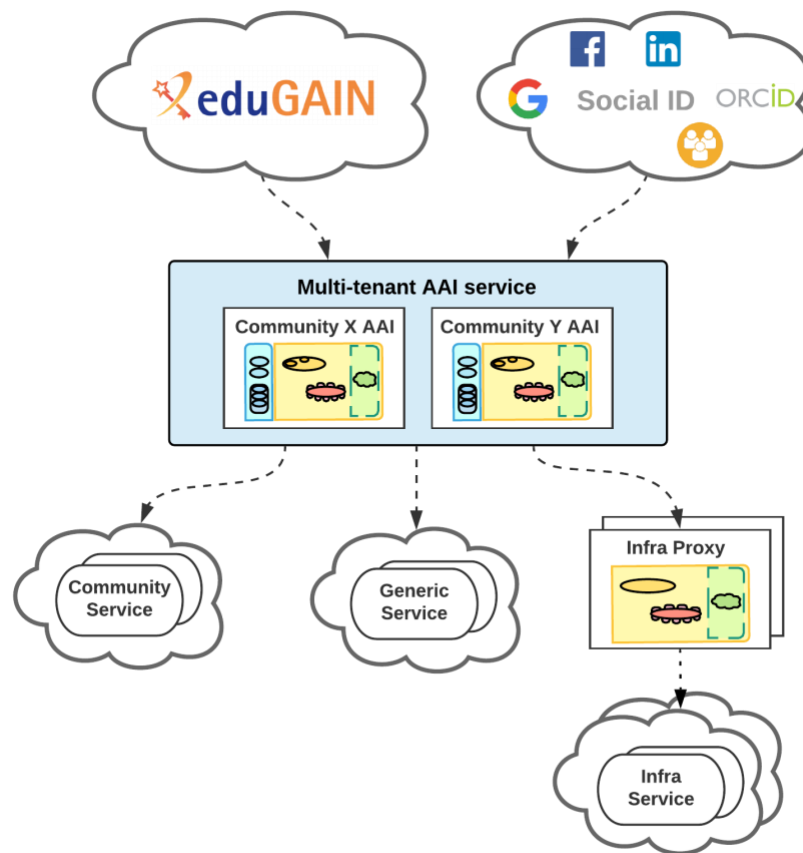 eduGAIN
Social ID
ORCiD
Multi-tenant AAI service
Community X AAI
Community Y AAI
Community
Service
Generic
Service
Infra Proxy
Infra
Service